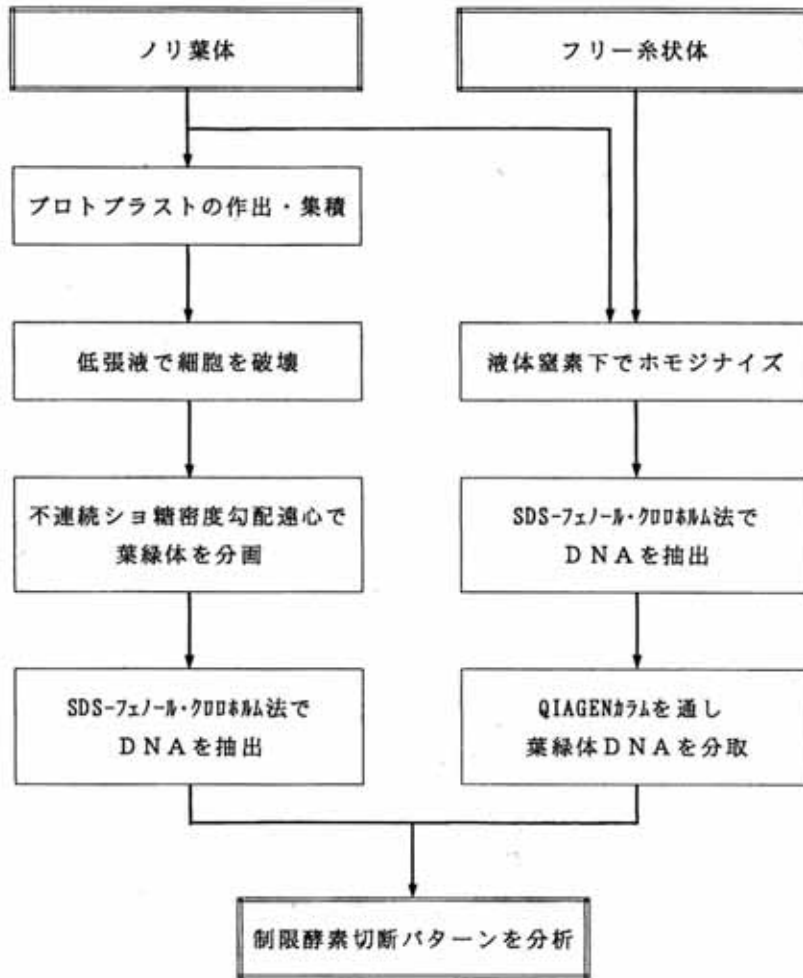 ノリ葉体
フリー糸状体
プロトプラストの作出・集積
低張液で細胞を破壊
液体窒素下でホモジナイズ
不連続ショ糖密度勾配遠心で
葉緑体を分画
SDS-フェノール・クロロホルム法で
DNAを抽出
SDS-フェノール・クロロホルム法で
DNAを抽出
QIAGENカラムを通し
葉緑体DNAを分取
制限酵素切断パターンを分析